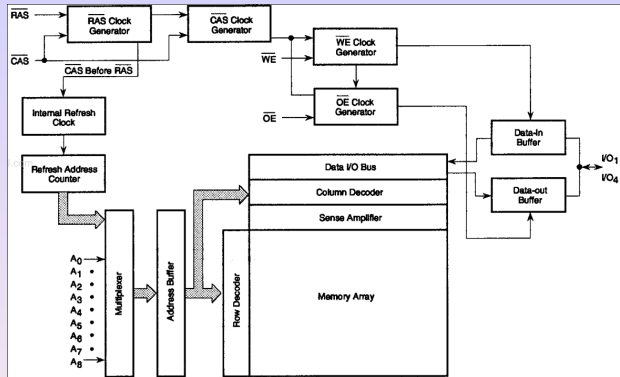 RAS
RAS Clock
Generator
CAS Clock
Generator
CAS
CAS Before RAS
WE
WE Clock
Generator
OE
OE Clock
Generator
Internal Refresh
Clock
Refresh Address
Counter
Data-In
Buffer
I/O1
I/O4
Data-out
Buffer
Data I/O Bus
Column Decoder
Sense Amplifier
Row Decoder
Memory Array
Multiplexer
Address Buffer
A0
A1
A2
A3
A4
A5
A6
A7
A8